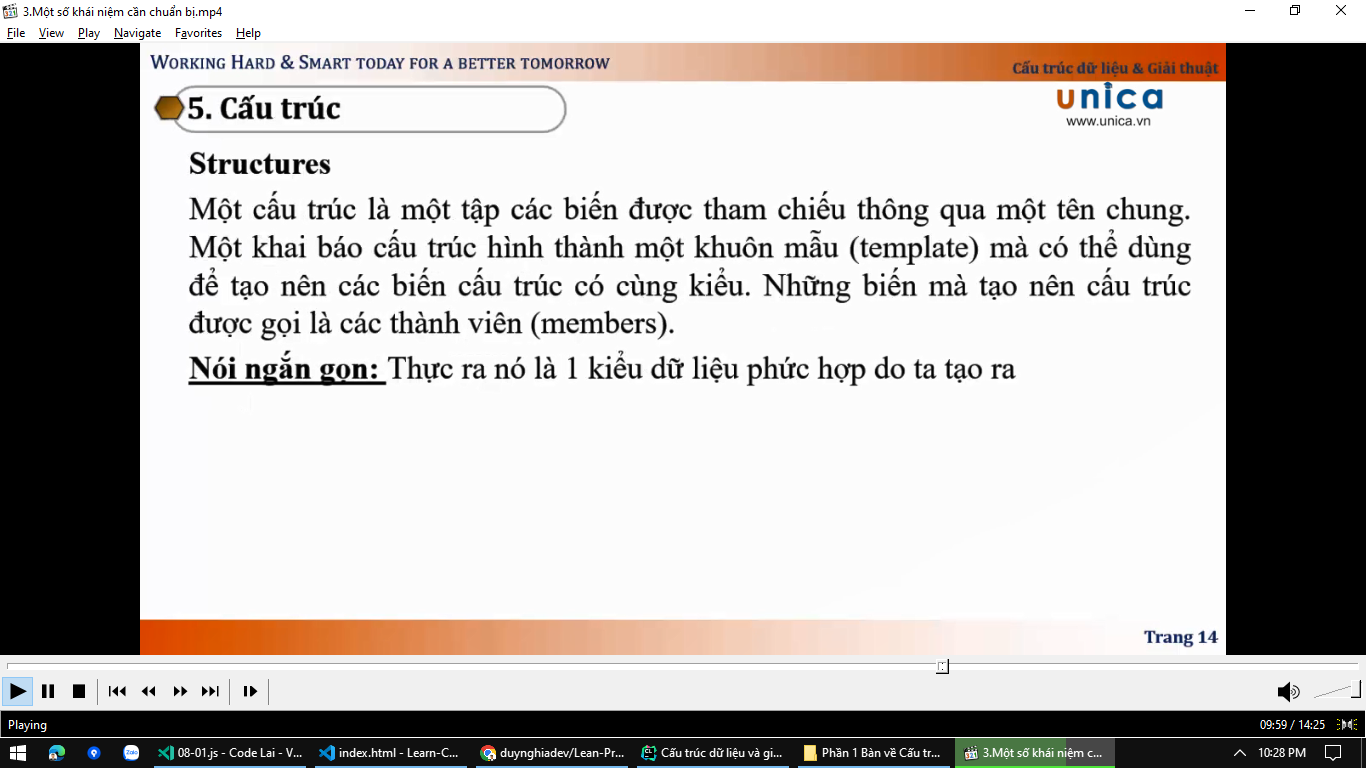 3.Một số khái niệm cần chuẩn bị.mp4
File View Play Navigate Favorites Help
WORKING HARD & SMART TODAY FOR A BETTER TOMORROW
Cấu trúc dữ liệu & Giải thuật
5. Cấu trúc
unica
www.unica.vn
Structures
Một cấu trúc là một tập các biến được tham chiếu thông qua một tên chung.
Một khai báo cấu trúc hình thành một khuôn mẫu (template) mà có thể dùng
để tạo nên các biến cấu trúc có cùng kiểu. Những biến mà tạo nên cấu trúc
được gọi là các thành viên (members).
Nói ngắn gọn: Thực ra nó là 1 kiểu dữ liệu phức hợp do ta tạo ra
Trang 14
Playing
09:59 / 14:25
Zalo
08-01.js - Code Lai - V...
index.html - Learn-C...
duynghiadev/Lean-Pr...
Cấu trúc dữ liệu và gi...
Phần 1 Bàn về Cấu tr...
3.Một số khái niệm c...
10:28 PM